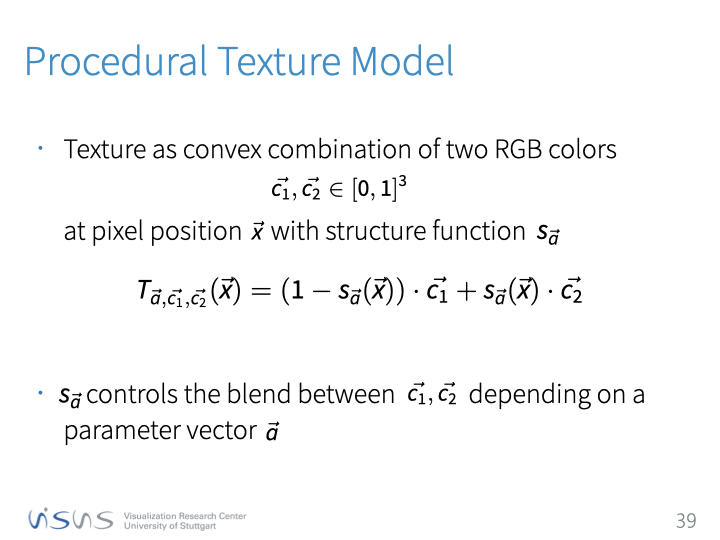 Procedural Texture Model
• Texture as convex combination of two RGB colors
$\vec{c_1}, \vec{c_2} \in [0, 1]^3$
at pixel position $\vec{x}$ with structure function $s_{\vec{a}}$
$T_{\vec{a},\vec{c_1},\vec{c_2}}(\vec{x}) = (1 - s_{\vec{a}}(\vec{x})) \cdot \vec{c_1} + s_{\vec{a}}(\vec{x}) \cdot \vec{c_2}$
• $s_{\vec{a}}$ controls the blend between $\vec{c_1}, \vec{c_2}$ depending on a
parameter vector $\vec{a}$
VISUS
Visualization Research Center
University of Stuttgart
39